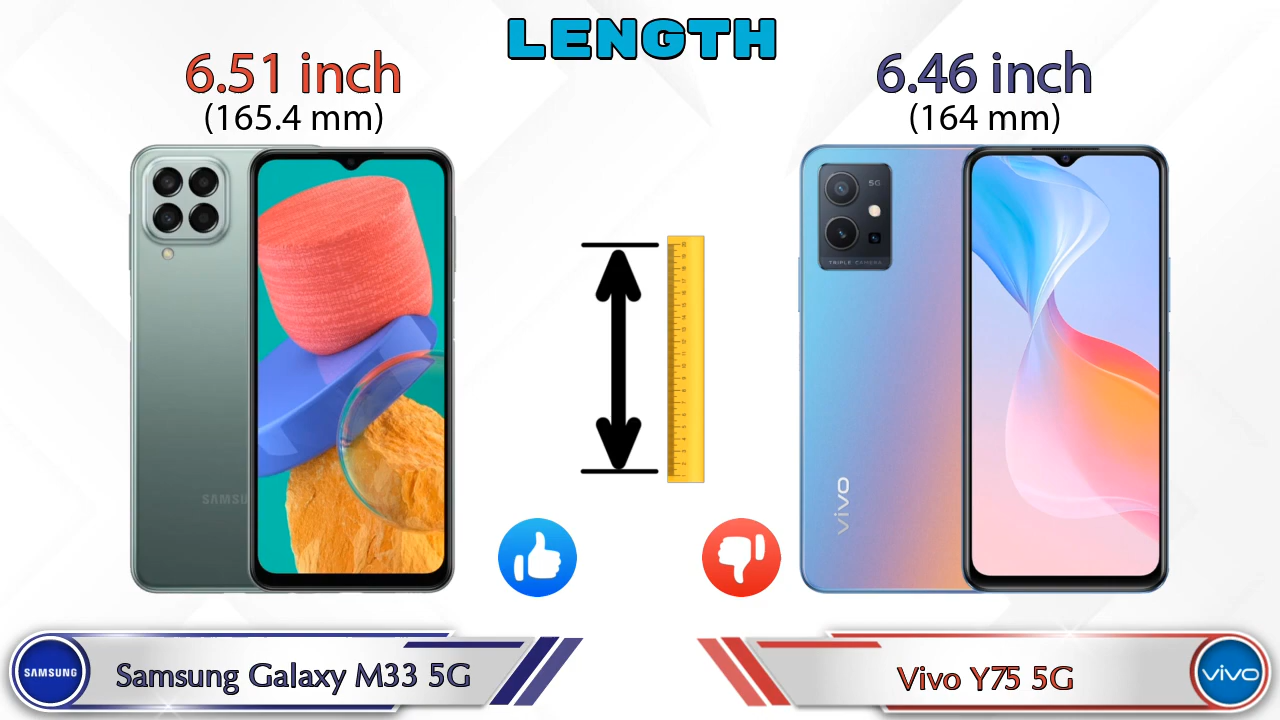 LENGTH
6.51 inch
(165.4 mm)
6.46 inch
(164 mm)
5G
TRIPLE CAMERA
SAMSU
vivo
SAMSUNG
Samsung Galaxy M33 5G
Vivo Y75 5G
vivo